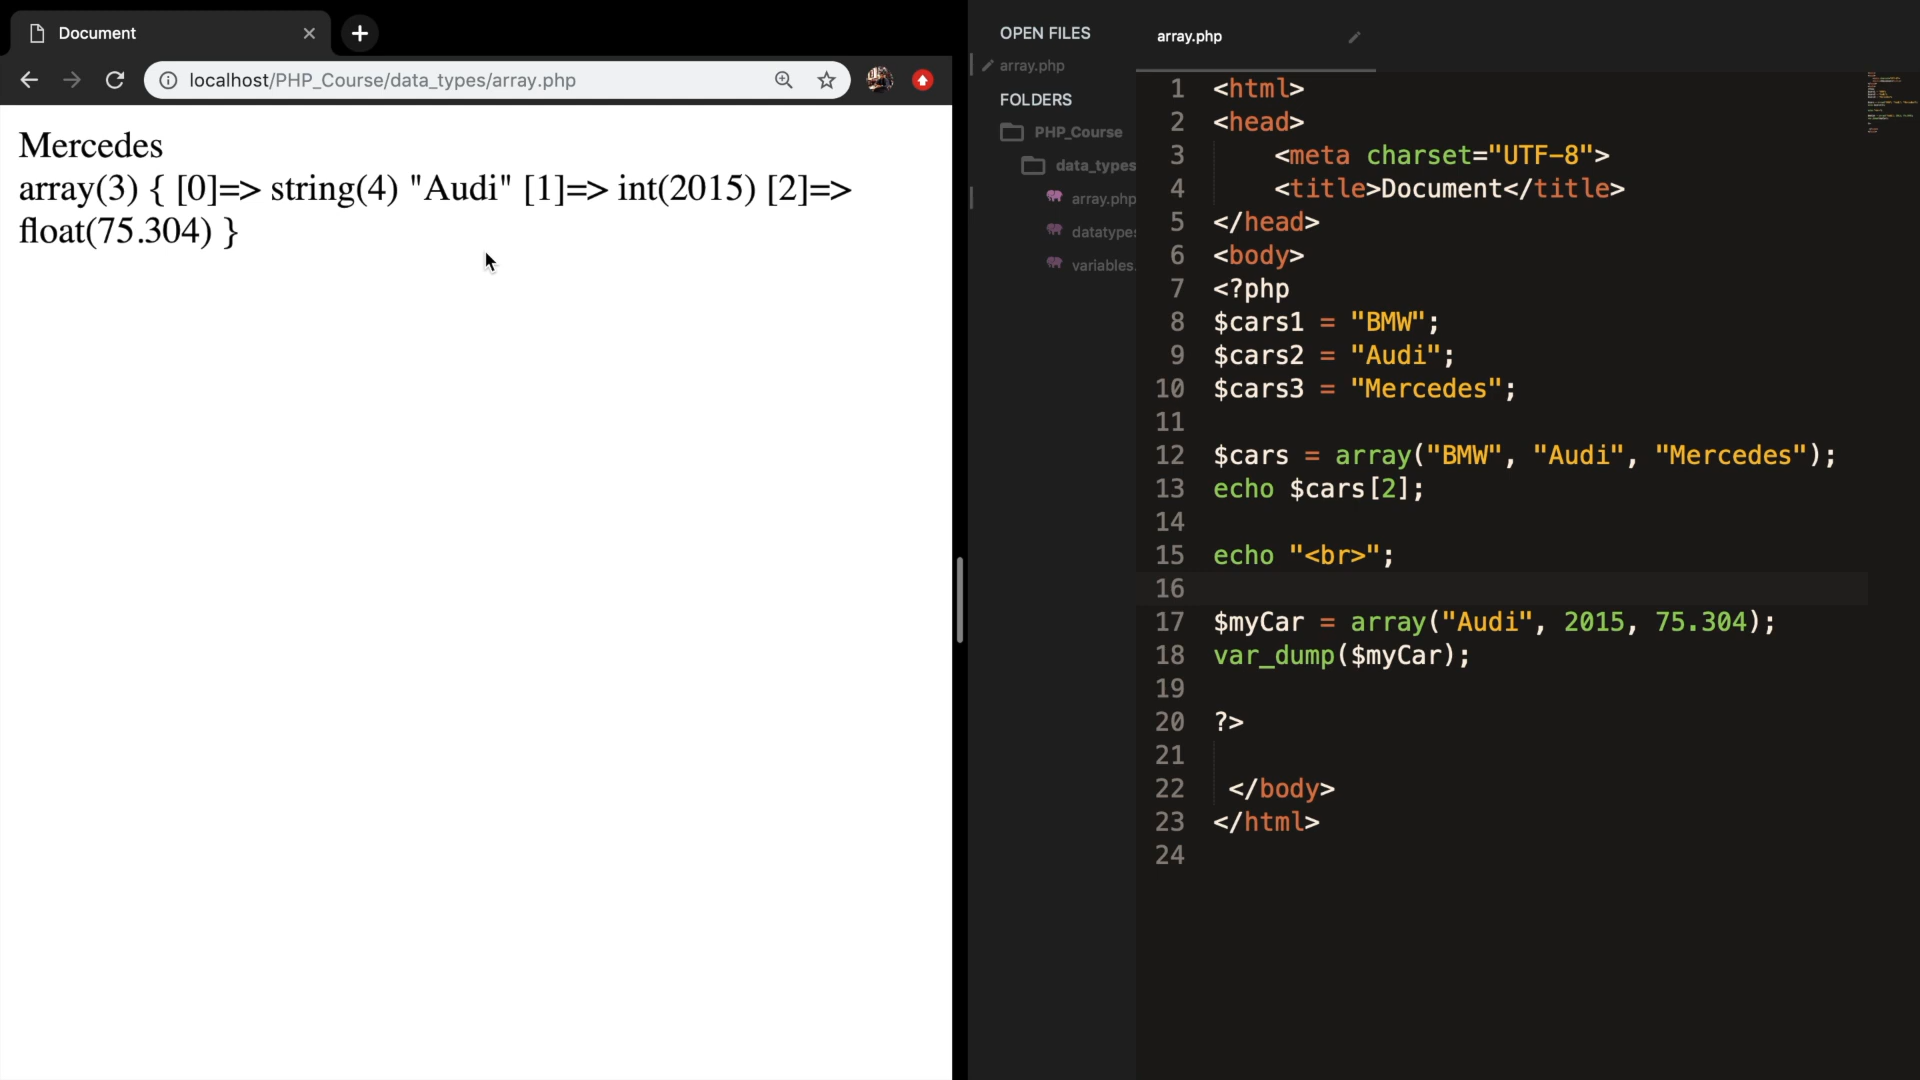 Document
localhost/PHP_Course/data_types/array.php
Mercedes
array(3) { [0]=> string(4) "Audi" [1]=> int(2015) [2]=>
float(75.304) }
OPEN FILES
array.php
FOLDERS
PHP_Course
data_types
array.php
datatypes
variables.
array.php
1 <html>
2 <head>
3 <meta charset="UTF-8">
4 <title>Document</title>
5 </head>
6 <body>
7 <?php
8 $cars1 = "BMW";
9 $cars2 = "Audi";
10 $cars3 = "Mercedes";
11
12 $cars = array("BMW", "Audi", "Mercedes");
13 echo $cars[2];
14
15 echo "<br>";
16
17 $myCar = array("Audi", 2015, 75.304);
18 var_dump($myCar);
19
20 ?>
21
22 </body>
23 </html>
24